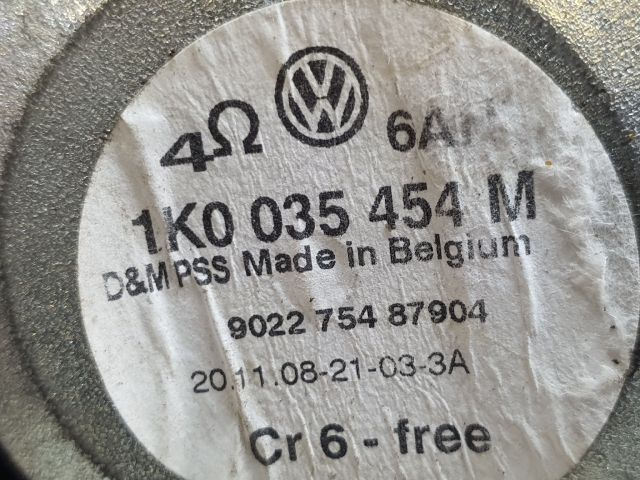 4Ω VW
1K0 035 454 M
D&M PSS Made in Belgium
9022 754 87904
20.11.08-21-03-3A
Cr 6 - free